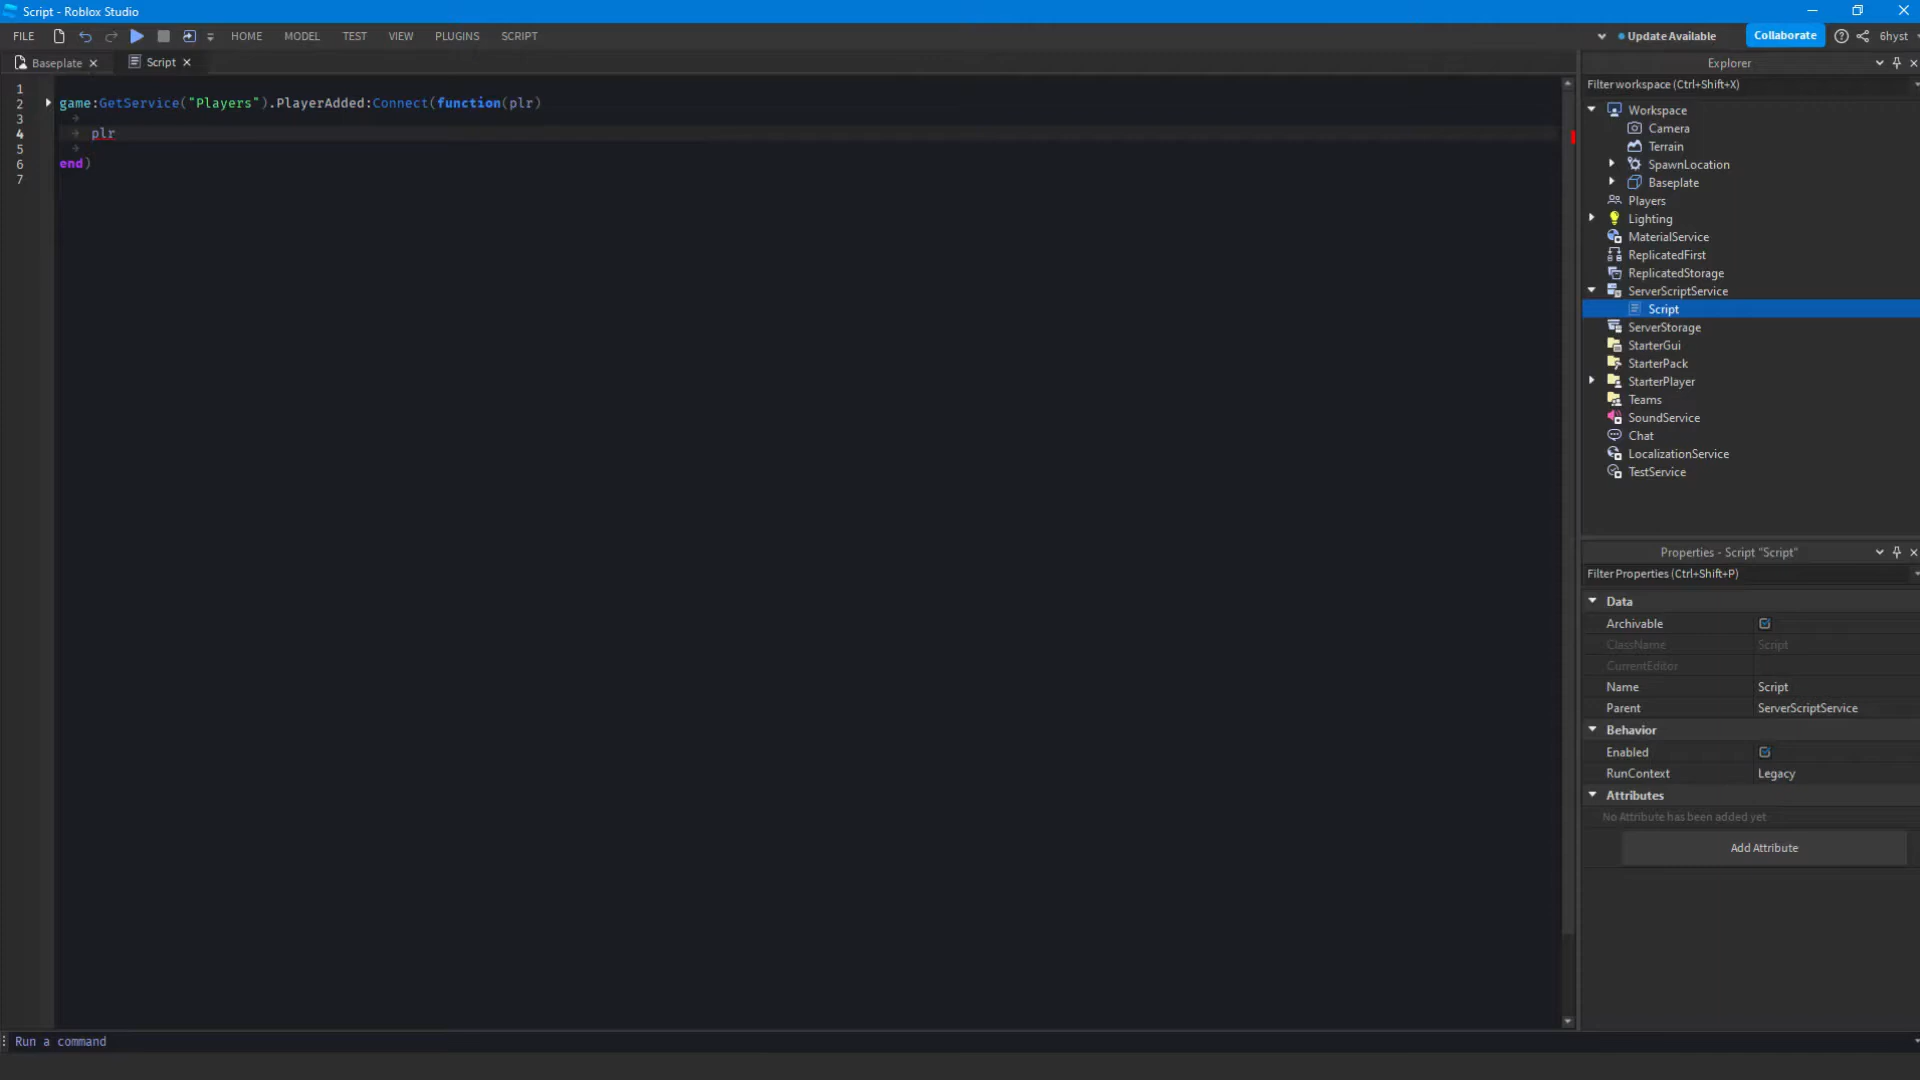 Script - Roblox Studio
FILE HOME MODEL TEST VIEW PLUGINS SCRIPT Update Available Collaborate 6hyst
Baseplate Script
1
2 game:GetService("Players").PlayerAdded:Connect(function(plr)
3
4 plr
5
6 end)
7
Explorer
Filter workspace (Ctrl+Shift+X)
Workspace
Camera
Terrain
SpawnLocation
Baseplate
Players
Lighting
MaterialService
ReplicatedFirst
ReplicatedStorage
ServerScriptService
Script
ServerStorage
StarterGui
StarterPack
StarterPlayer
Teams
SoundService
Chat
LocalizationService
TestService
Properties - Script "Script"
Filter Properties (Ctrl+Shift+P)
Data
Archivable
ClassName Script
CurrentEditor
Name Script
Parent ServerScriptService
Behavior
Enabled
RunContext Legacy
Attributes
No Attribute has been added yet
Add Attribute
Run a command